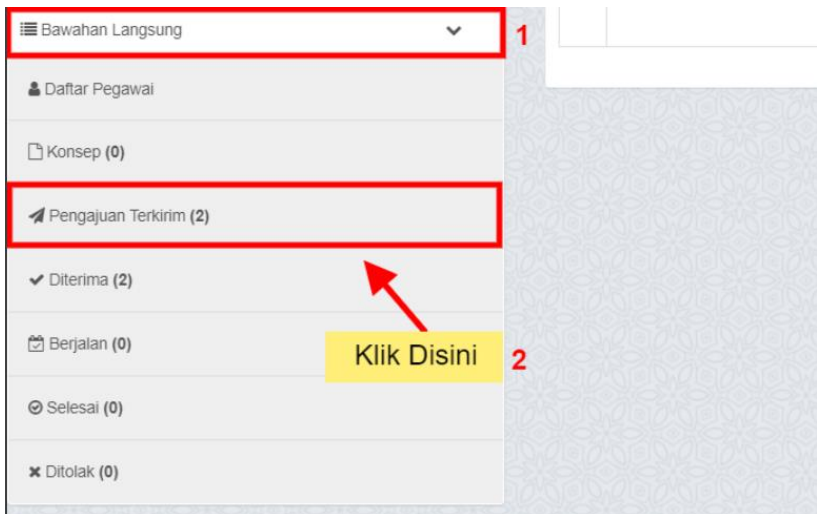 Bawahan Langsung
1
Daftar Pegawai
Konsep (0)
Pengajuan Terkirim (2)
Diterima (2)
Berjalan (0)
Klik Disini
2
Selesai (0)
Ditolak (0)